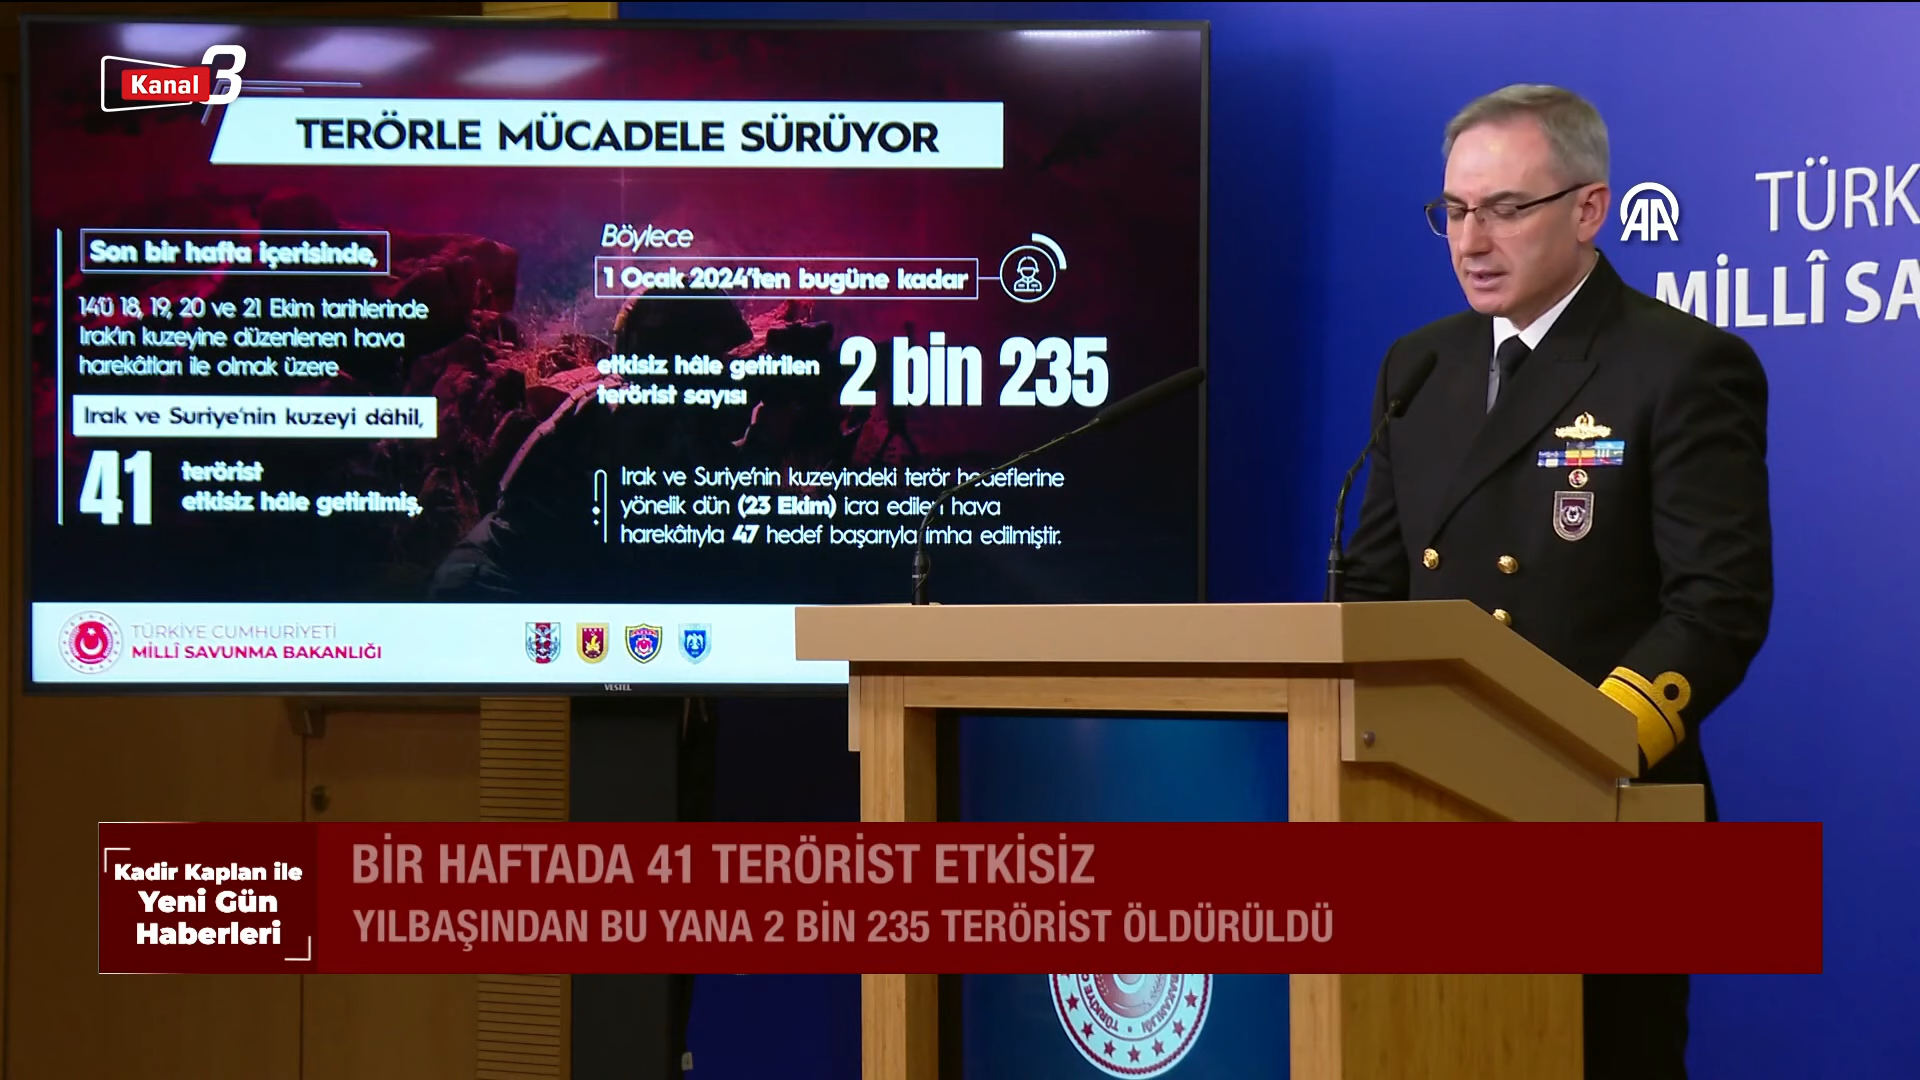 Kanal 3
TERÖRLE MÜCADELE SÜRÜYOR
Son bir hafta içerisinde,
14'ü 18, 19, 20 ve 21 Ekim tarihlerinde
Irak'ın kuzeyine düzenlenen hava
harekâtları ile olmak üzere
Irak ve Suriye'nin kuzeyi dâhil,
41 terörist
etkisiz hâle getirilmiş,
Böylece
1 Ocak 2024'ten bugüne kadar
etkisiz hâle getirilen
terörist sayısı
2 bin 235
Irak ve Suriye'nin kuzeyindeki terör hedeflerine
yönelik dün (23 Ekim) icra edilen hava
harekâtıyla 47 hedef başarıyla imha edilmiştir.
TÜRKİYE CUMHURİYETİ
MİLLÎ SAVUNMA BAKANLIĞI
VESTEL
AA
TÜRK
MİLLÎ SA
Kadir Kaplan ile
Yeni Gün
Haberleri
BİR HAFTADA 41 TERÖRİST ETKİSİZ
YILBAŞINDAN BU YANA 2 BİN 235 TERÖRİST ÖLDÜRÜLDÜ